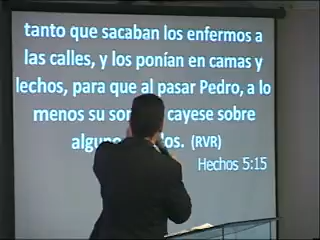 tanto que sacaban los enfermos a
las calles, y los ponían en camas y
lechos, para que al pasar Pedro, a lo
menos su cayese sobre
(RVR)
Hechos 5:15